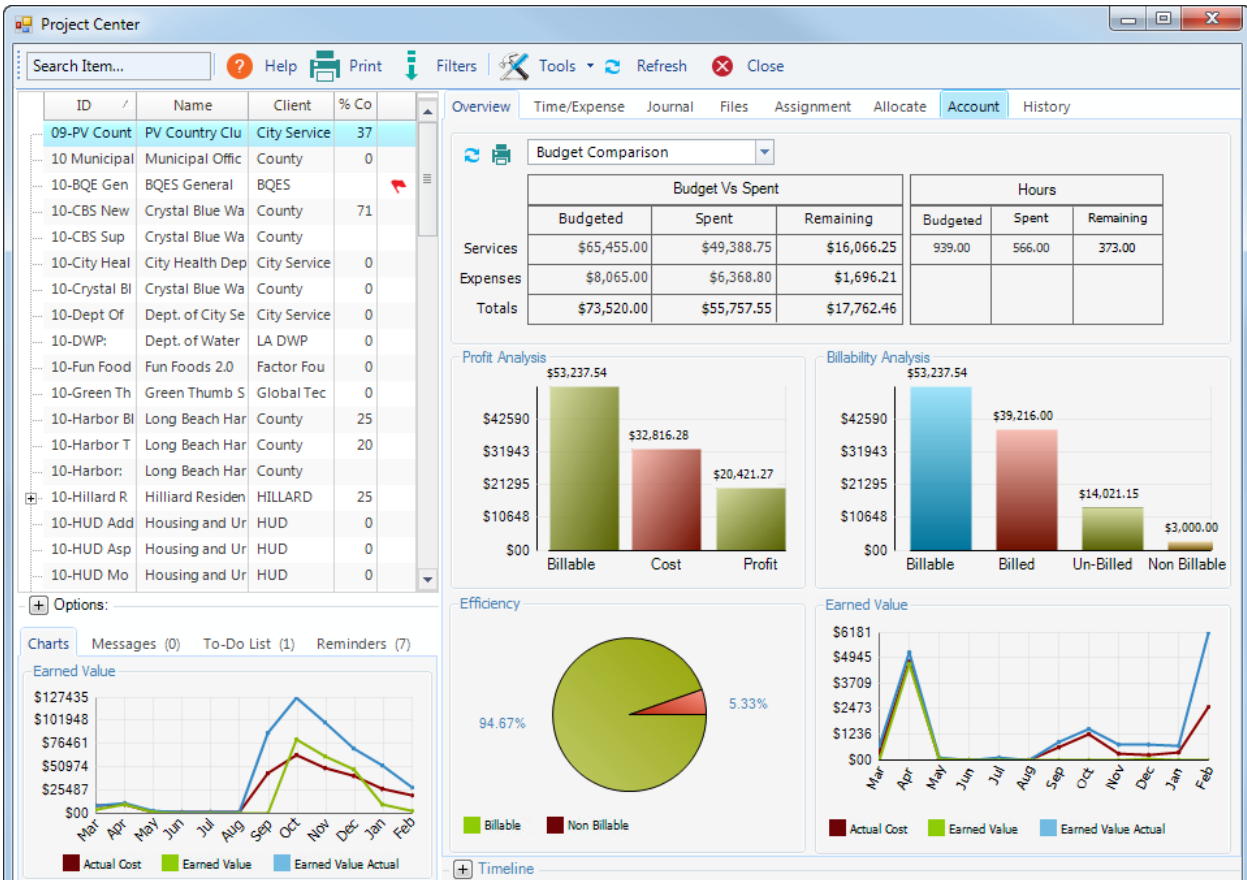 Project Center
Search Item... ? Help Print Filters Tools Refresh Close
ID Name Client % Co
09-PV Count PV Country Clu City Service 37
10 Municipal Municipal Offic County 0
10-BQE Gen BQES General BQES
10-CBS New Crystal Blue Wa County 71
10-CBS Sup Crystal Blue Wa County
10-City Heal City Health Dep City Service 0
10-Crystal Bl Crystal Blue Wa County 0
10-Dept Of Dept. of City Se City Service 0
10-DWP: Dept. of Water LA DWP 0
10-Fun Food Fun Foods 2.0 Factor Fou 0
10-Green Th Green Thumb S Global Tec 0
10-Harbor Bl Long Beach Har County 25
10-Harbor T Long Beach Har County 20
10-Harbor: Long Beach Har County
10-Hillard R Hilliard Residen HILLARD 25
10-HUD Add Housing and Ur HUD 0
10-HUD Asp Housing and Ur HUD 0
10-HUD Mo Housing and Ur HUD 0
Options:
Charts Messages (0) To-Do List (1) Reminders (7)
Earned Value
$127435
$101948
$76461
$50974
$25487
$00
Mar Apr May Jun Jul Aug Sep Oct Nov Dec Jan Feb
Actual Cost Earned Value Earned Value Actual
Overview Time/Expense Journal Files Assignment Allocate Account History
Budget Comparison
Budget Vs Spent Hours
Budgeted Spent Remaining Budgeted Spent Remaining
Services $65,455.00 $49,388.75 $16,066.25 939.00 566.00 373.00
Expenses $8,065.00 $6,368.80 $1,696.21
Totals $73,520.00 $55,757.55 $17,762.46
Profit Analysis
$53,237.54
$42590
$32,816.28
$31943
$20,421.27
$21295
$10648
$00
Billable Cost Profit
Billability Analysis
$53,237.54
$42590
$39,216.00
$31943
$21295
$14,021.15
$10648
$3,000.00
$00
Billable Billed Un-Billed Non Billable
Efficiency
94.67%
5.33%
Billable Non Billable
Earned Value
$6181
$4945
$3709
$2473
$1236
$00
Mar Apr May Jun Jul Aug Sep Oct Nov Dec Jan Feb
Actual Cost Earned Value Earned Value Actual
Timeline